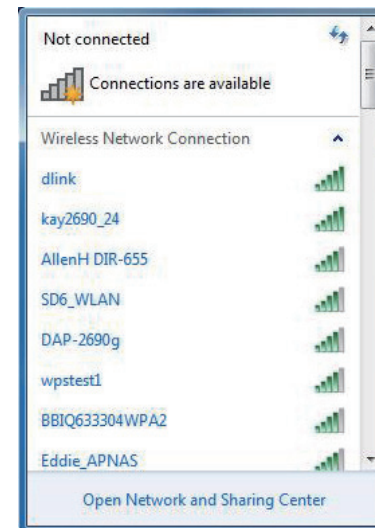 Not connected
Connections are available
Wireless Network Connection
dlink
kay2690_24
AllenH DIR-655
SD6_WLAN
DAP-2690g
wpstest1
BBIQ633304WPA2
Eddie_APNAS
Open Network and Sharing Center